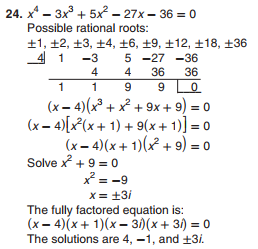 24. x⁴ – 3x³ + 5x² – 27x – 36 = 0
Possible rational roots:
±1, ±2, ±3, ±4, ±6, ±9, ±12, ±18, ±36
4 1 –3 5 –27 –36
4 4 36 36
1 1 9 9 0
(x – 4)(x³ + x² + 9x + 9) = 0
(x – 4)[x²(x + 1) + 9(x + 1)] = 0
(x – 4)(x + 1)(x² + 9) = 0
Solve x² + 9 = 0
x² = –9
x = ±3i
The fully factored equation is:
(x – 4)(x + 1)(x – 3i)(x + 3i) = 0
The solutions are 4, –1, and ±3i.